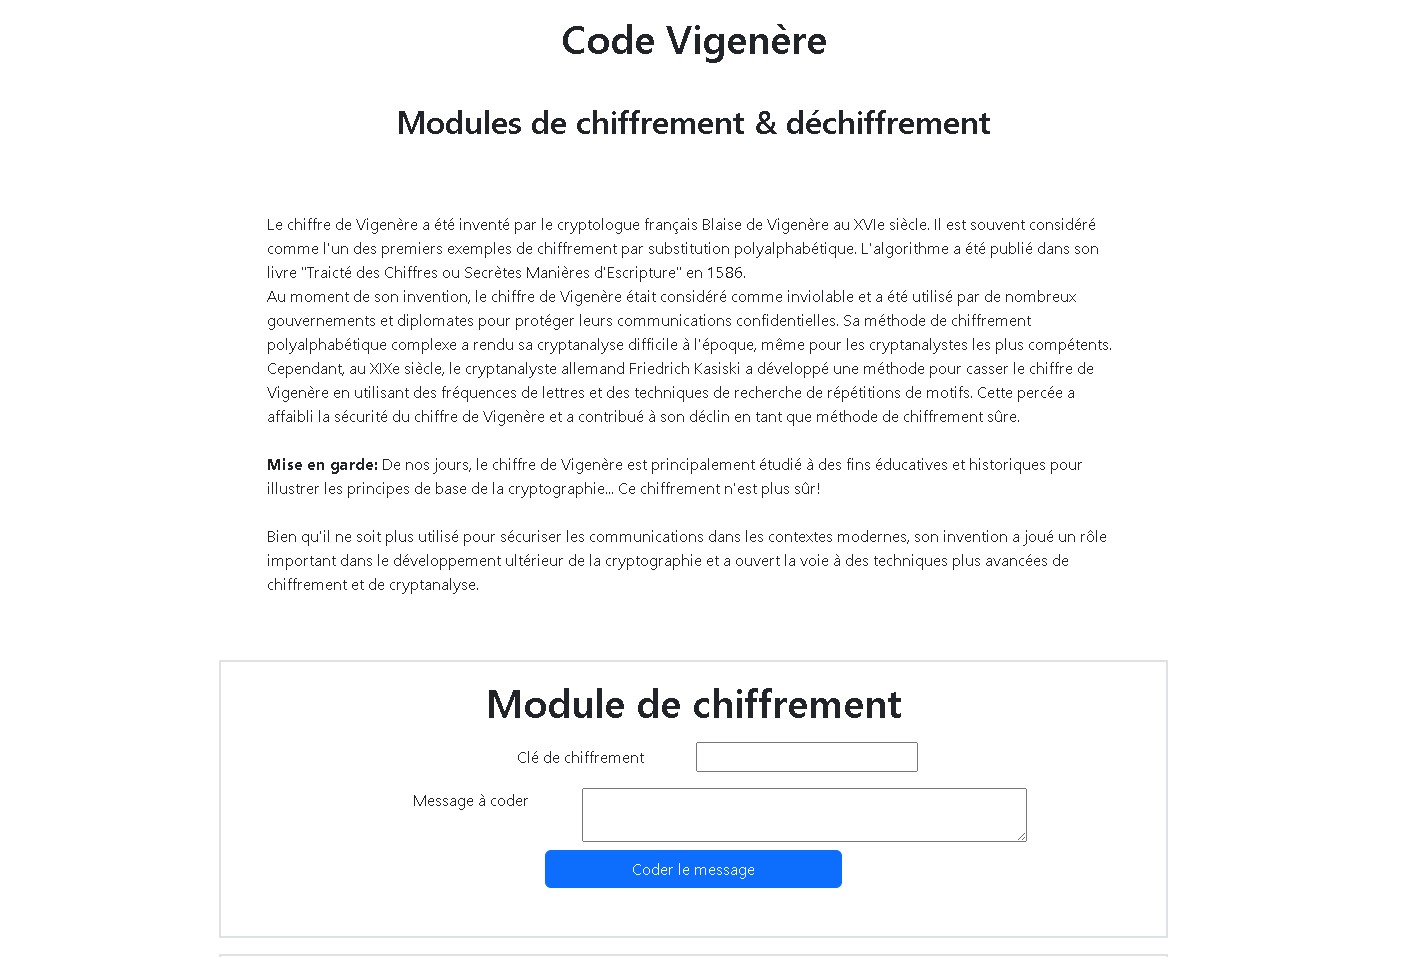 Code Vigenère
Modules de chiffrement & déchiffrement
Le chiffre de Vigenère a été inventé par le cryptologue français Blaise de Vigenère au XVIe siècle. Il est souvent considéré
comme l'un des premiers exemples de chiffrement par substitution polyalphabétique. L'algorithme a été publié dans son
livre "Traicté des Chiffres ou Secrètes Manières d'Escripture" en 1586.
Au moment de son invention, le chiffre de Vigenère était considéré comme inviolable et a été utilisé par de nombreux
gouvernements et diplomates pour protéger leurs communications confidentielles. Sa méthode de chiffrement
polyalphabétique complexe a rendu sa cryptanalyse difficile à l'époque, même pour les cryptanalystes les plus compétents.
Cependant, au XIXe siècle, le cryptanalyste allemand Friedrich Kasiski a développé une méthode pour casser le chiffre de
Vigenère en utilisant des fréquences de lettres et des techniques de recherche de répétitions de motifs. Cette percée a
affaibli la sécurité du chiffre de Vigenère et a contribué à son déclin en tant que méthode de chiffrement sûre.
Mise en garde: De nos jours, le chiffre de Vigenère est principalement étudié à des fins éducatives et historiques pour
illustrer les principes de base de la cryptographie... Ce chiffrement n'est plus sûr!
Bien qu'il ne soit plus utilisé pour sécuriser les communications dans les contextes modernes, son invention a joué un rôle
important dans le développement ultérieur de la cryptographie et a ouvert la voie à des techniques plus avancées de
chiffrement et de cryptanalyse.
Module de chiffrement
Clé de chiffrement
Message à coder
Coder le message